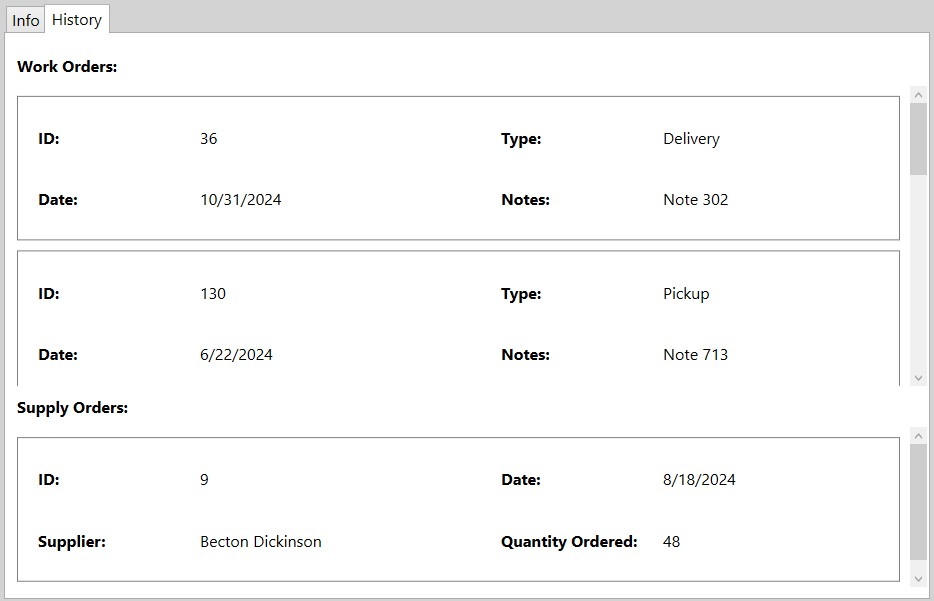 Info History
Work Orders:
ID: 36 Type: Delivery
Date: 10/31/2024 Notes: Note 302
ID: 130 Type: Pickup
Date: 6/22/2024 Notes: Note 713
Supply Orders:
ID: 9 Date: 8/18/2024
Supplier: Becton Dickinson Quantity Ordered: 48